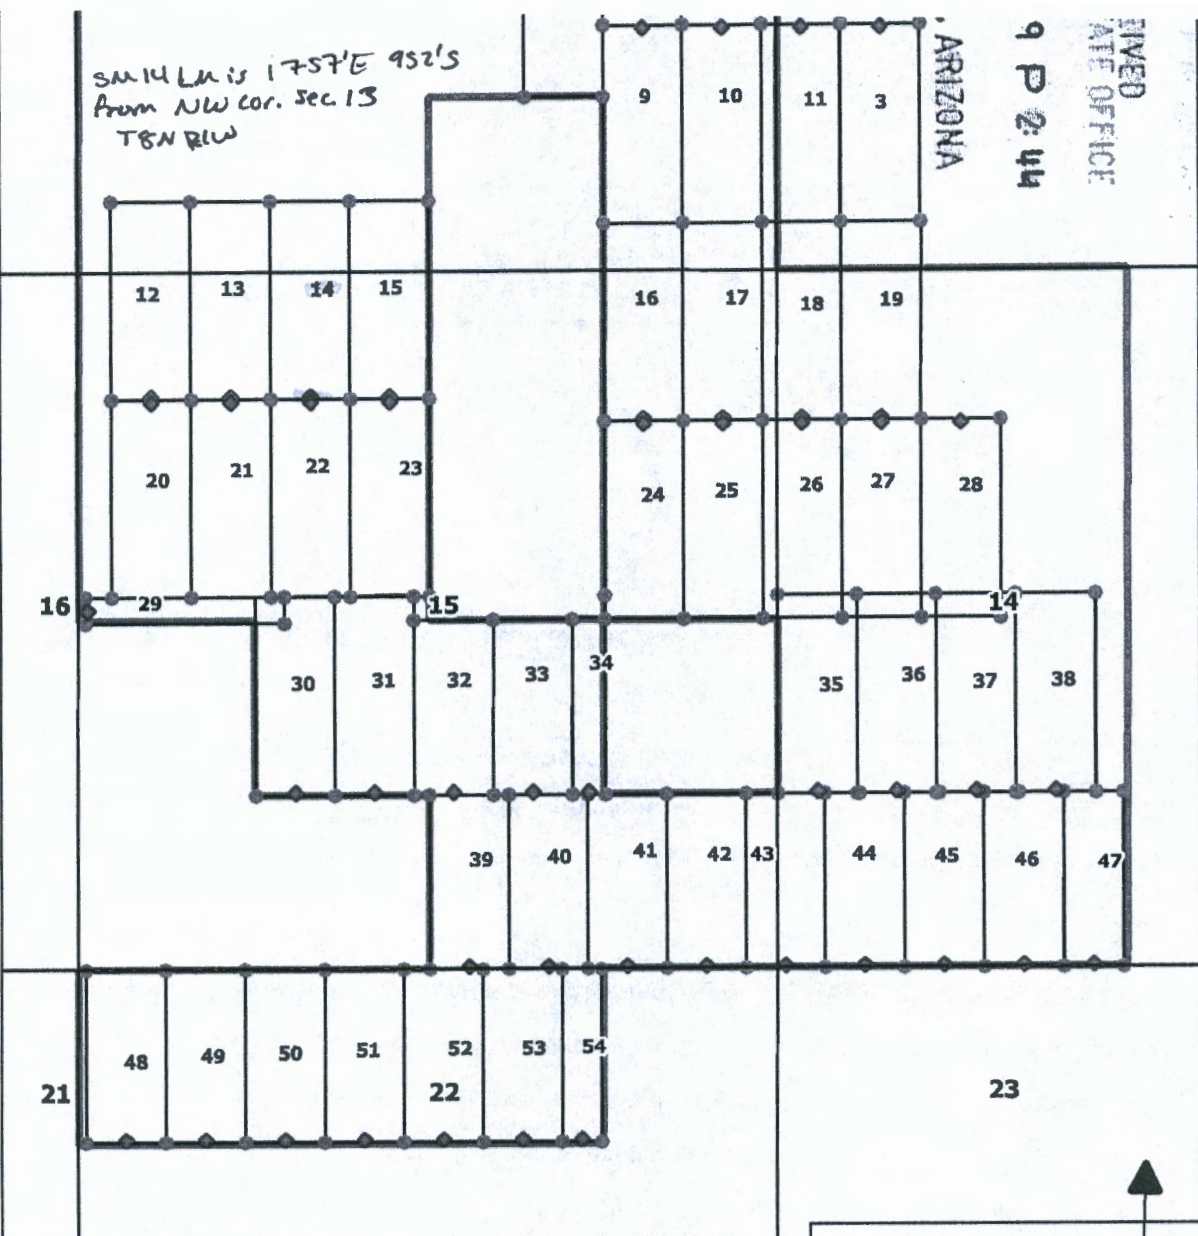 SM 14 LM is 1757'E 952'S
from NW cor. Sec. 13
T8N R1W
ARIZONA
9 P 2:44
ATE OFFICE
9 10 11 3
12 13 14 15 16 17 18 19
20 21 22 23 24 25 26 27 28
16 29 15 14
30 31 32 33 34 35 36 37 38
39 40 41 42 43 44 45 46 47
48 49 50 51 52 53 54
21 22 23